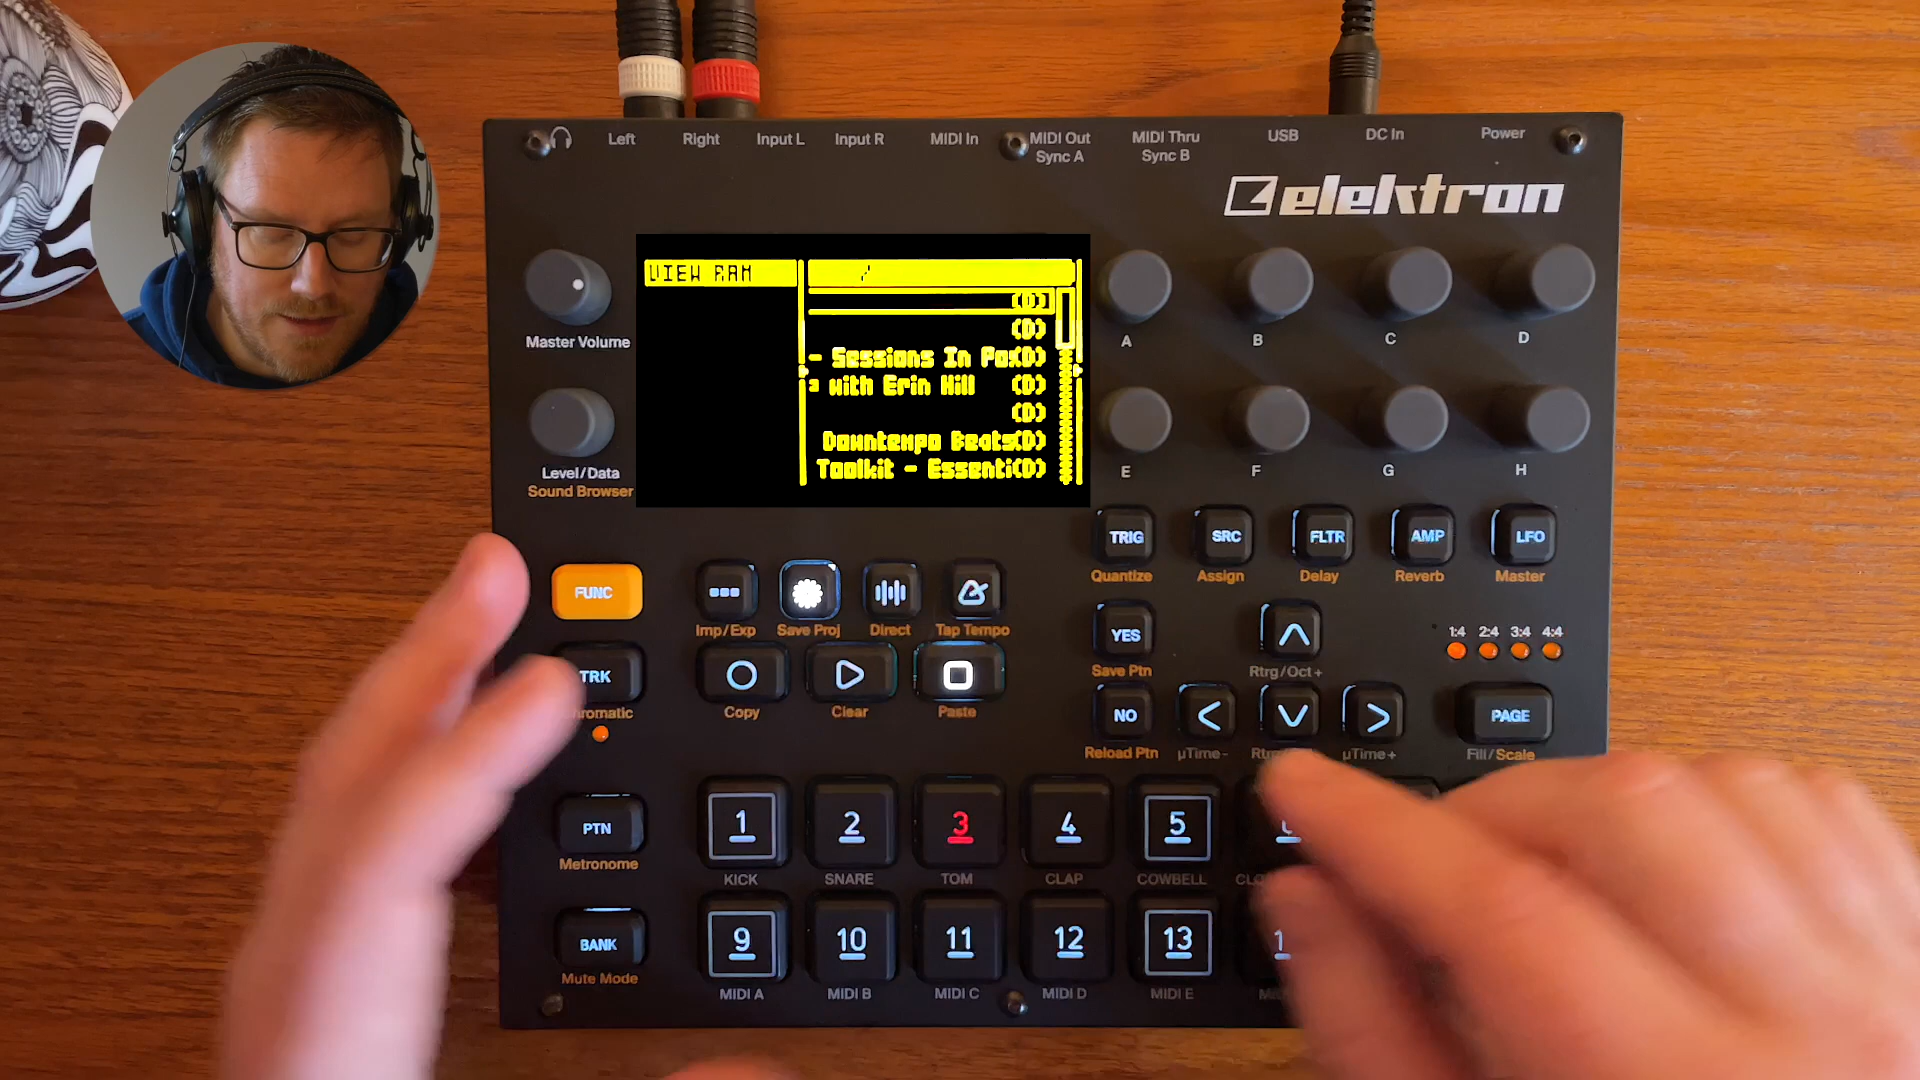 Left Right Input L Input R MIDI In MIDI Out MIDI Thru USB DC In Power
Sync A Sync B
elektron
VIEW RAM /
(D)
(D)
- Sessions In (D)
with Erin Hill (D)
(D)
Downtempo Beats(D)
Toolkit - Essenti(D)
Master Volume
Level/Data
Sound Browser
A B C D
E F G H
TRIG SRC FLTR AMP LFO
Quantize Assign Delay Reverb Master
FUNC
Imp/Exp Save Proj Direct Tap Tempo
YES
Save Ptn Rtrg/Oct+
1:4 2:4 3:4 4:4
TRK
Copy Clear Paste
NO PAGE
Reload Ptn µTime- µTime+ Fill/Scale
PTN
Metronome
1 2 3 4 5
KICK SNARE TOM CLAP COWBELL
BANK
Mute Mode
9 10 11 12 13
MIDI A MIDI B MIDI C MIDI D MIDI E